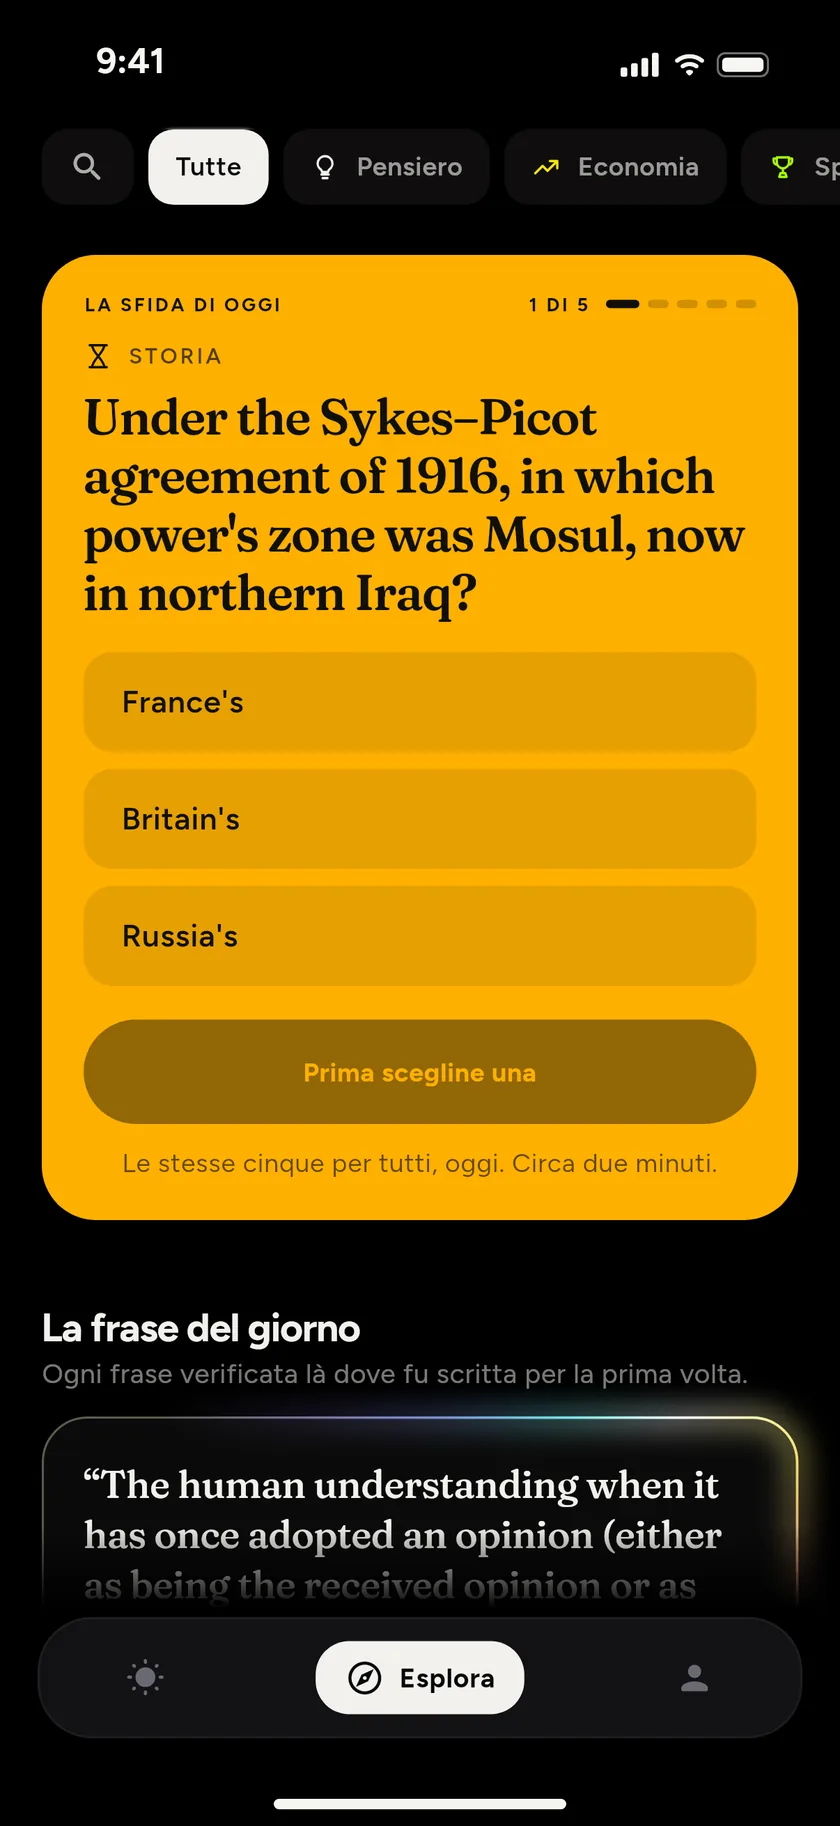 9:41
Tutte
Pensiero
Economia
Sp
LA SFIDA DI OGGI
1 DI 5
STORIA
Under the Sykes–Picot
agreement of 1916, in which
power's zone was Mosul, now
in northern Iraq?
France's
Britain's
Russia's
Prima scegline una
Le stesse cinque per tutti, oggi. Circa due minuti.
La frase del giorno
Ogni frase verificata là dove fu scritta per la prima volta.
“The human understanding when it
has once adopted an opinion (either
as being the received opinion or as
Esplora